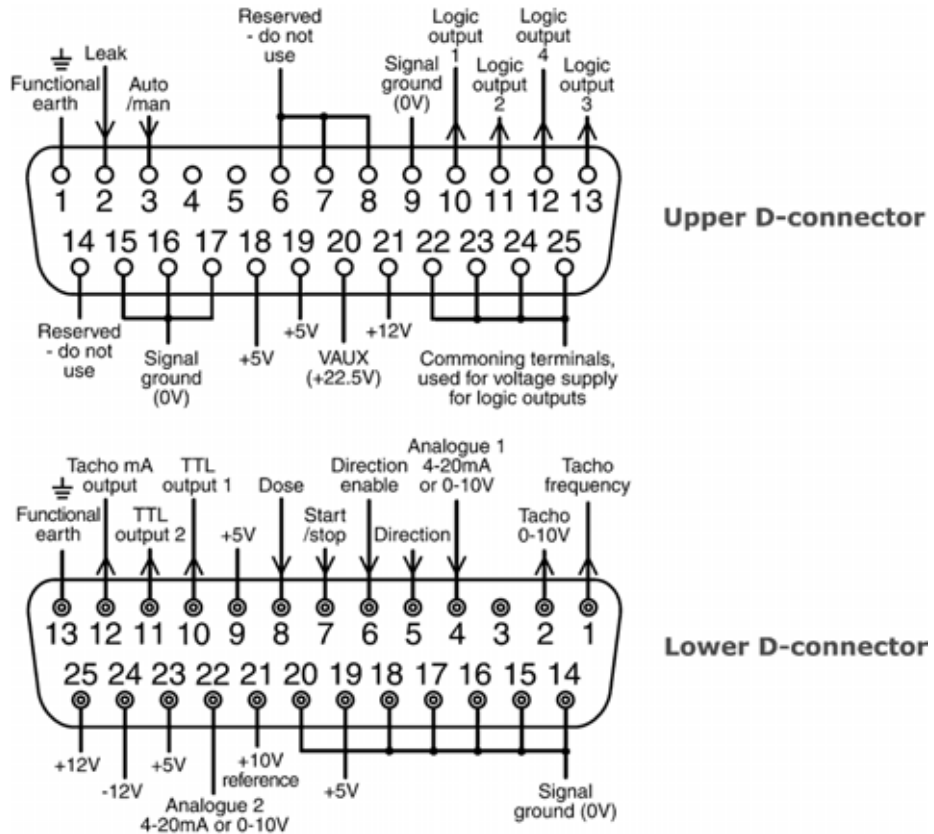 Reserved
- do not
use
Logic
output
1
Logic
output
4
Leak
Functional
earth
Auto
/man
Signal
ground
(0V)
Logic
output
2
Logic
output
3
1 2 3 4 5 6 7 8 9 10 11 12 13
14 15 16 17 18 19 20 21 22 23 24 25
Upper D-connector
Reserved
- do not
use
Signal
ground
(0V)
+5V
+5V
VAUX
(+22.5V)
+12V
Commoning terminals,
used for voltage supply
for logic outputs
Tacho mA
output
TTL
output 1
Dose
Direction
enable
Analogue 1
4-20mA
or 0-10V
Tacho
frequency
Functional
earth
TTL
output 2
+5V
Start
/stop
Direction
Tacho
0-10V
13 12 11 10 9 8 7 6 5 4 3 2 1
25 24 23 22 21 20 19 18 17 16 15 14
Lower D-connector
+12V
-12V
+5V
Analogue 2
4-20mA or 0-10V
+10V
reference
+5V
Signal
ground (0V)